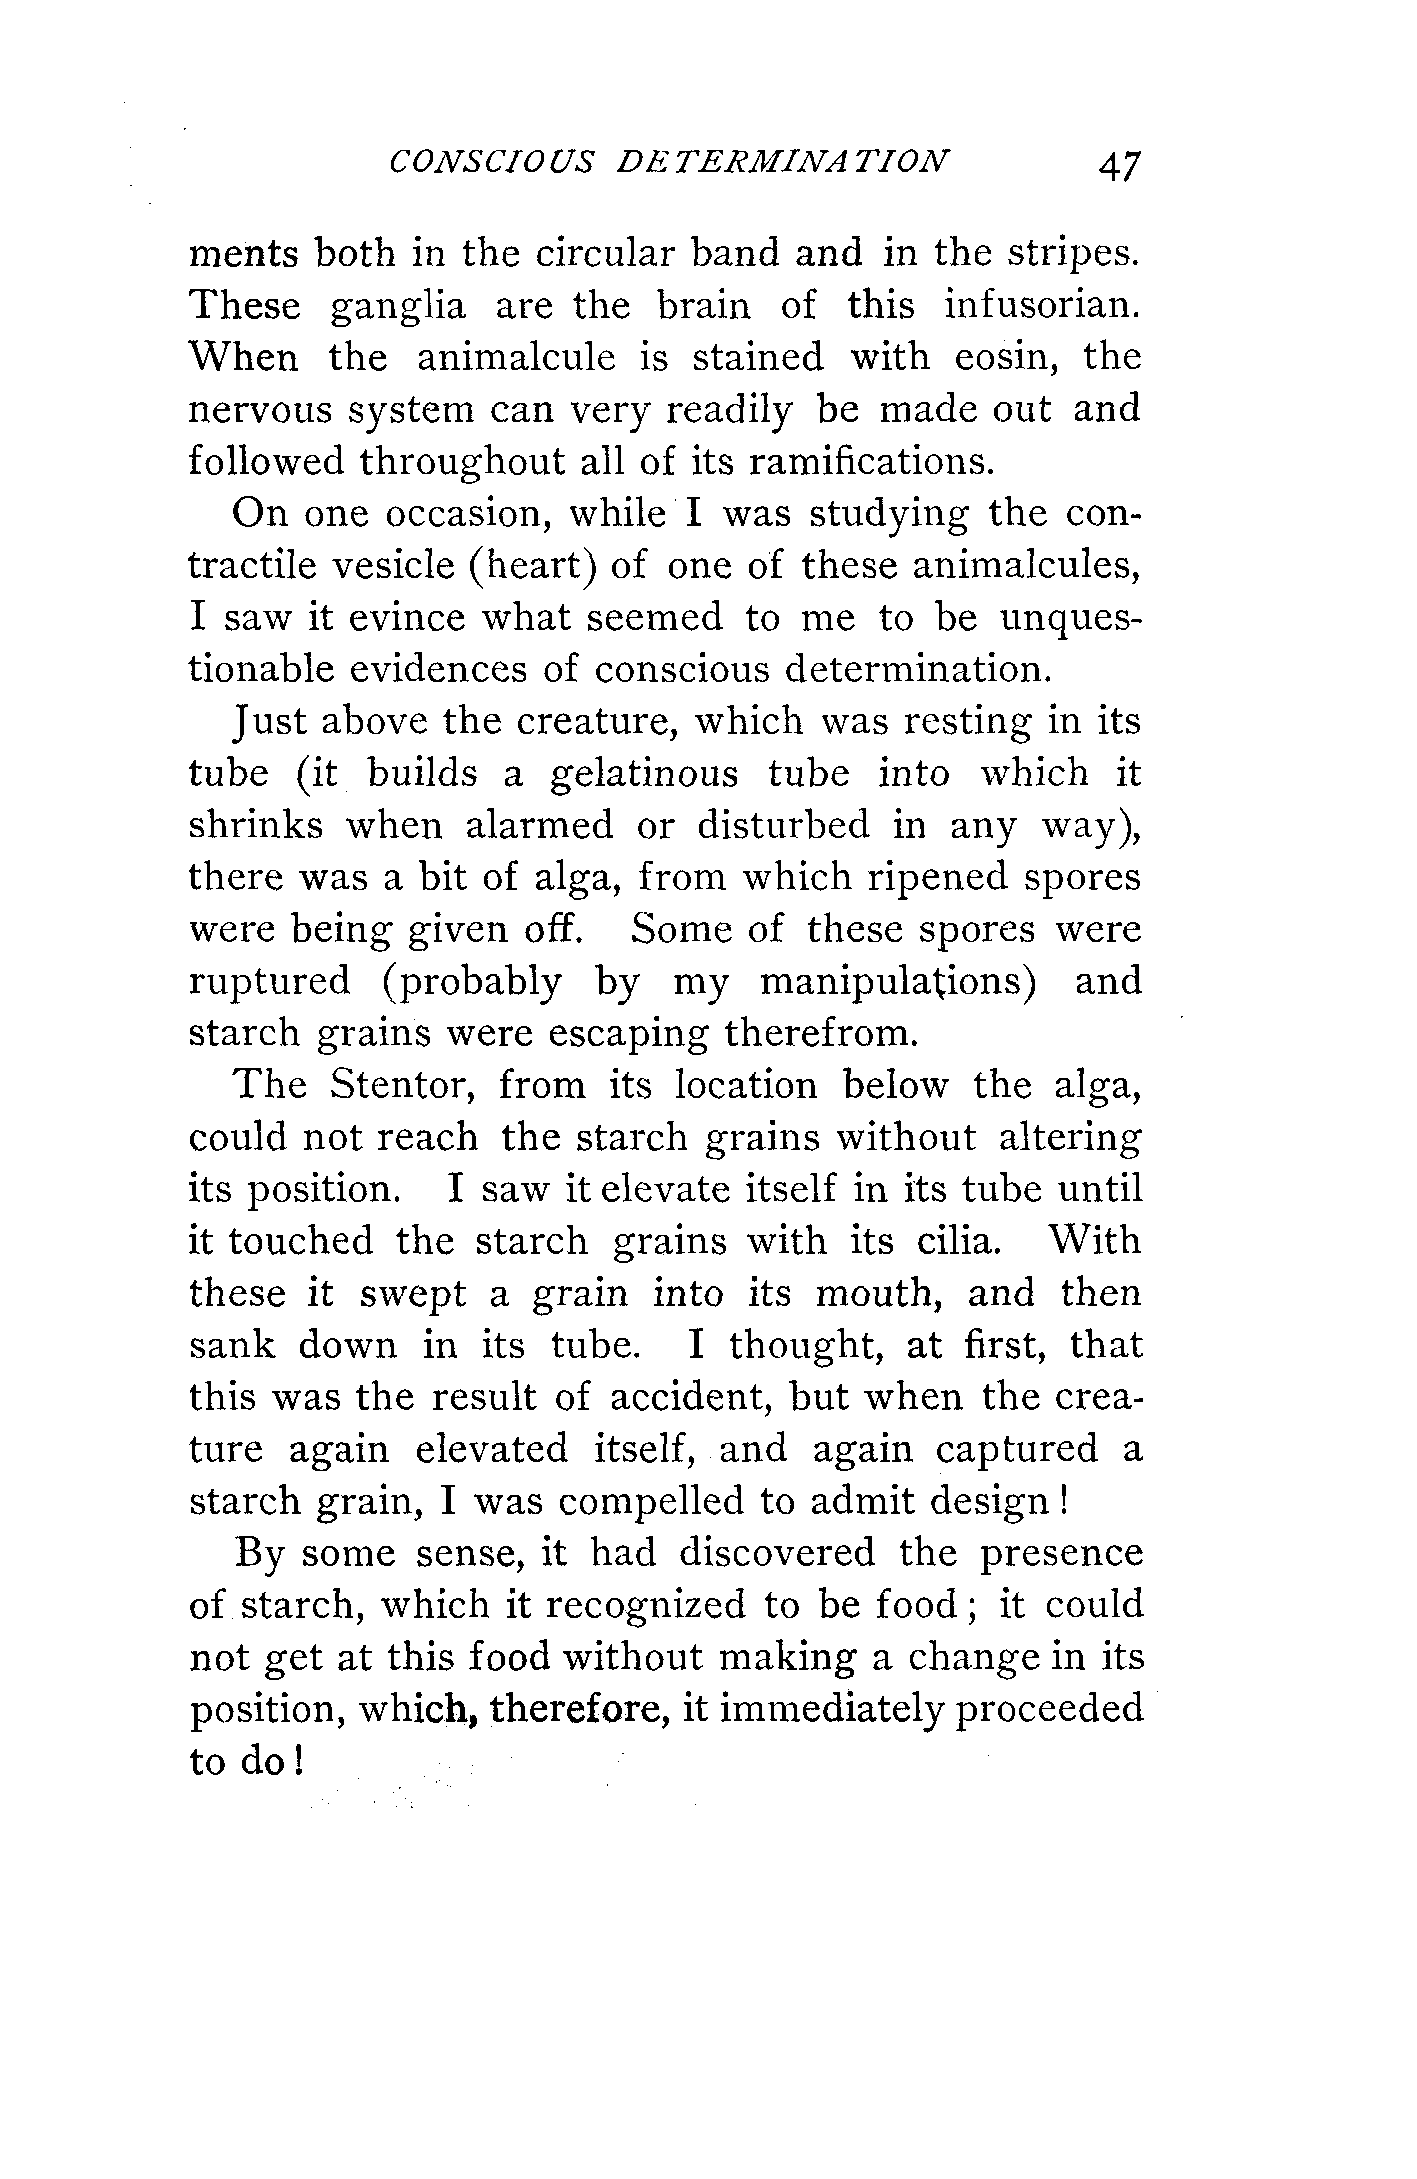 CONSCIOUS DETERMINATION 47
ments both in the circular band and in the stripes.
These ganglia are the brain of this infusorian.
When the animalcule is stained with eosin, the
nervous system can very readily be made out and
followed throughout all of its ramifications.
On one occasion, while I was studying the con-
tractile vesicle (heart) of one of these animalcules,
I saw it evince what seemed to me to be unques-
tionable evidences of conscious determination.
Just above the creature, which was resting in its
tube (it builds a gelatinous tube into which it
shrinks when alarmed or disturbed in any way),
there was a bit of alga, from which ripened spores
were being given off. Some of these spores were
ruptured (probably by my manipulations) and
starch grains were escaping therefrom.
The Stentor, from its location below the alga,
could not reach the starch grains without altering
its position. I saw it elevate itself in its tube until
it touched the starch grains with its cilia. With
these it swept a grain into its mouth, and then
sank down in its tube. I thought, at first, that
this was the result of accident, but when the crea-
ture again elevated itself, and again captured a
starch grain, I was compelled to admit design !
By some sense, it had discovered the presence
of starch, which it recognized to be food ; it could
not get at this food without making a change in its
position, which, therefore, it immediately proceeded
to do !